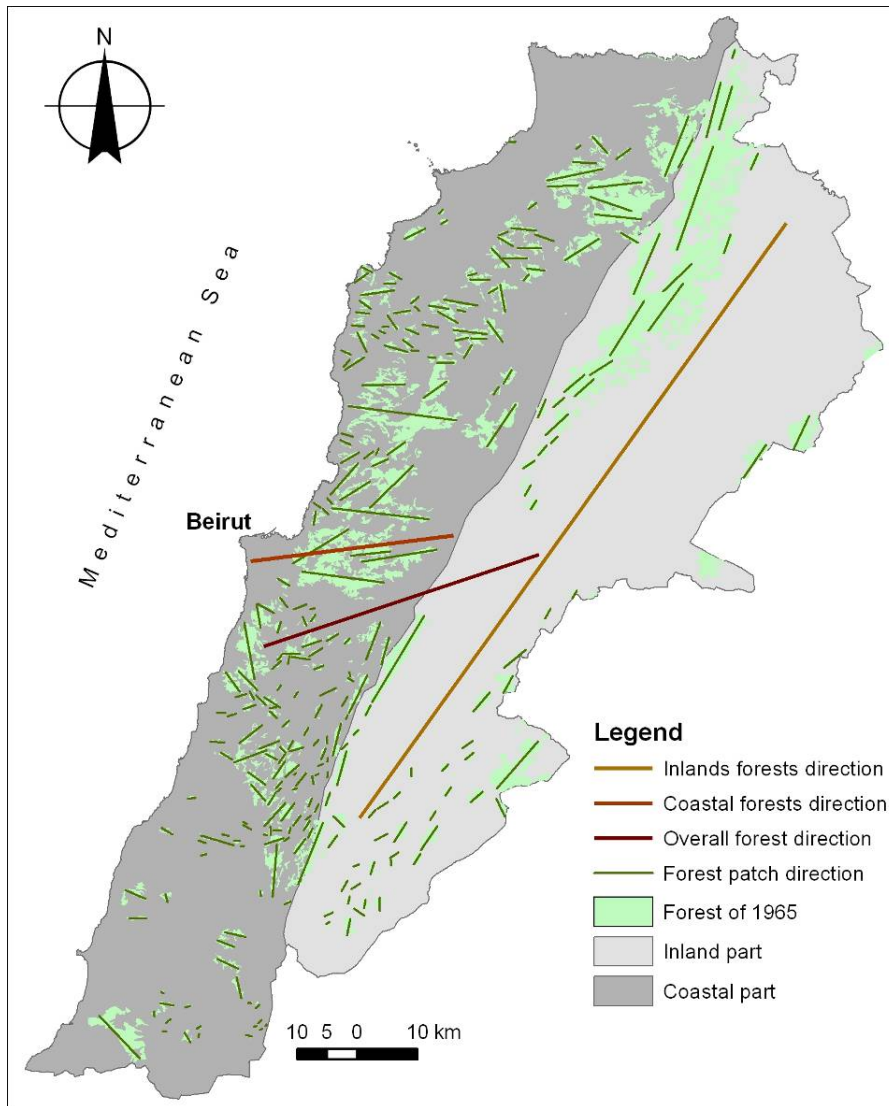 N
Mediterranean Sea
Beirut
Legend
Inlands forests direction
Coastal forests direction
Overall forest direction
Forest patch direction
Forest of 1965
Inland part
Coastal part
10 5 0 10 km